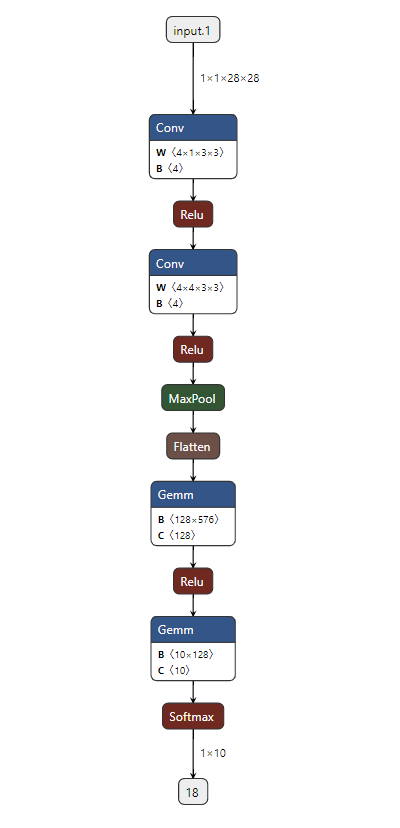 input.1
1×1×28×28
Conv
W 〈4×1×3×3〉
B 〈4〉
Relu
Conv
W 〈4×4×3×3〉
B 〈4〉
Relu
MaxPool
Flatten
Gemm
B 〈128×576〉
C 〈128〉
Relu
Gemm
B 〈10×128〉
C 〈10〉
Softmax
1×10
18